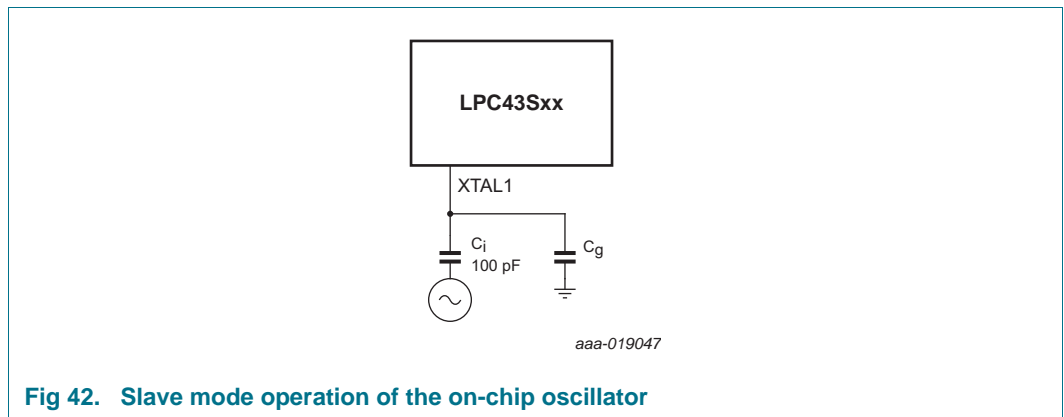 LPC43Sxx
XTAL1
Ci
100 pF
Cg
aaa-019047
Fig 42. Slave mode operation of the on-chip oscillator